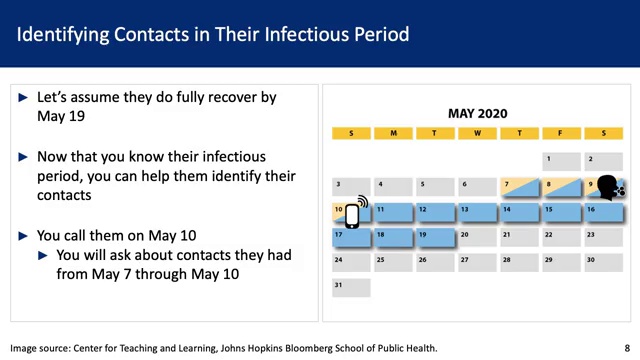 Identifying Contacts in Their Infectious Period
► Let’s assume they do fully recover by
May 19
► Now that you know their infectious
period, you can help them identify their
contacts
► You call them on May 10
► You will ask about contacts they had
from May 7 through May 10
MAY 2020
S M T W T F S
1 2
3 4 5 6 7 8 9
10 11 12 13 14 15 16
17 18 19 20 21 22 23
24 25 26 27 28 29 30
31
Image source: Center for Teaching and Learning, Johns Hopkins Bloomberg School of Public Health.
8